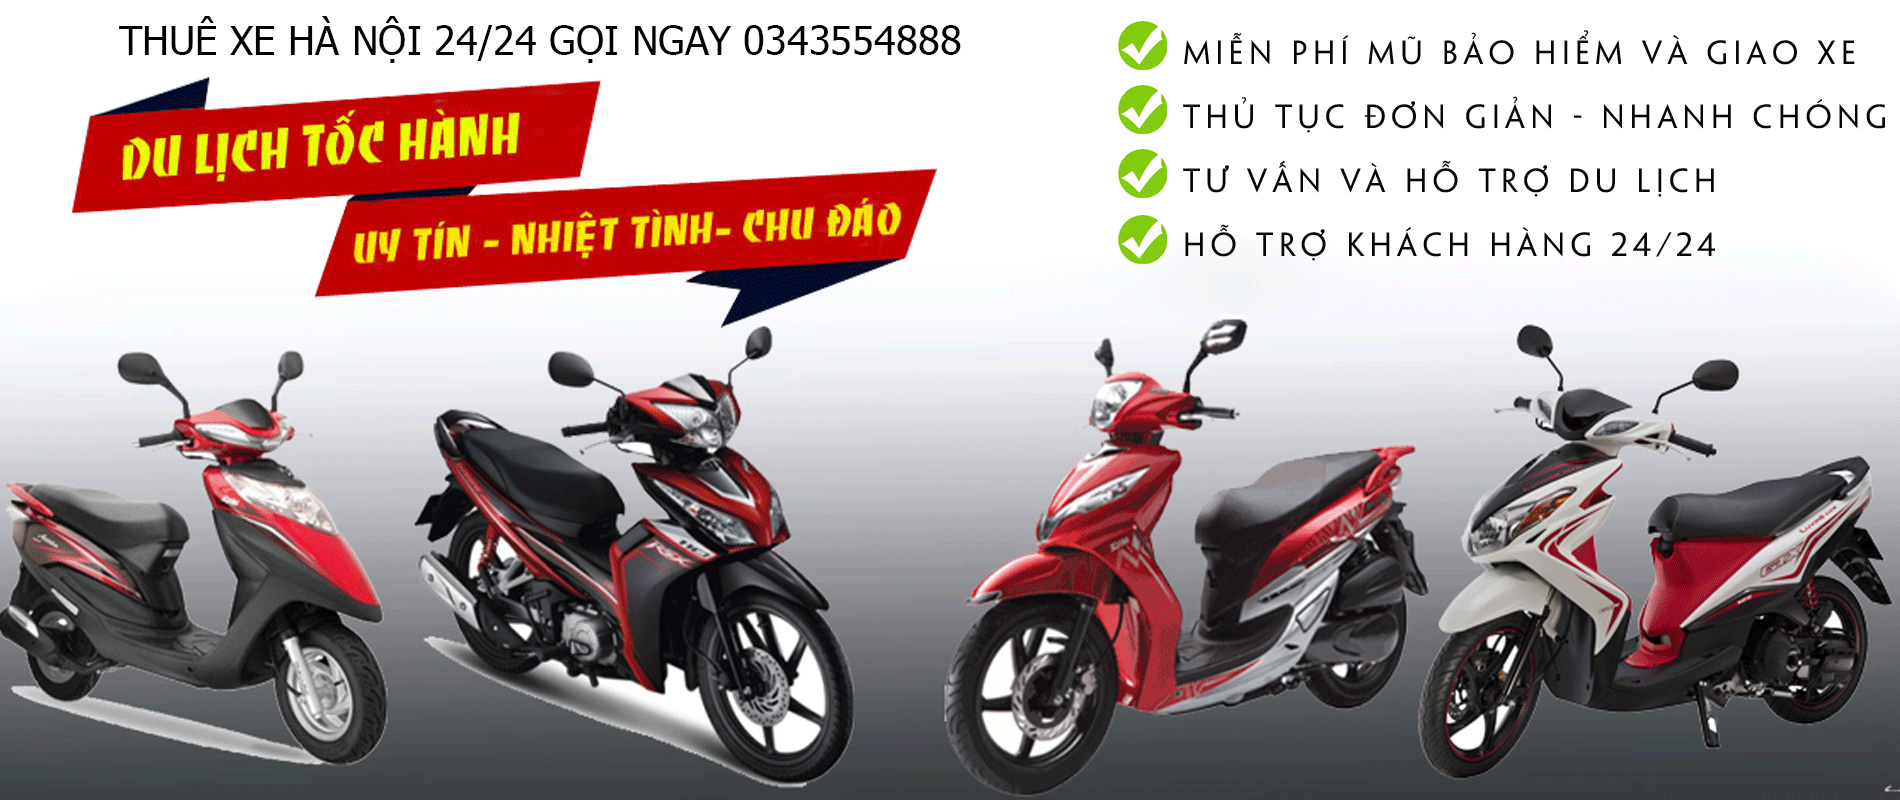 THUÊ XE HÀ NỘI 24/24 GỌI NGAY 0343554888
DU LỊCH TỐC HÀNH
UY TÍN - NHIỆT TÌNH- CHU ĐÁO
MIỄN PHÍ MŨ BẢO HIỂM VÀ GIAO XE
THỦ TỤC ĐƠN GIẢN - NHANH CHÓNG
TƯ VẤN VÀ HỖ TRỢ DU LỊCH
HỖ TRỢ KHÁCH HÀNG 24/24